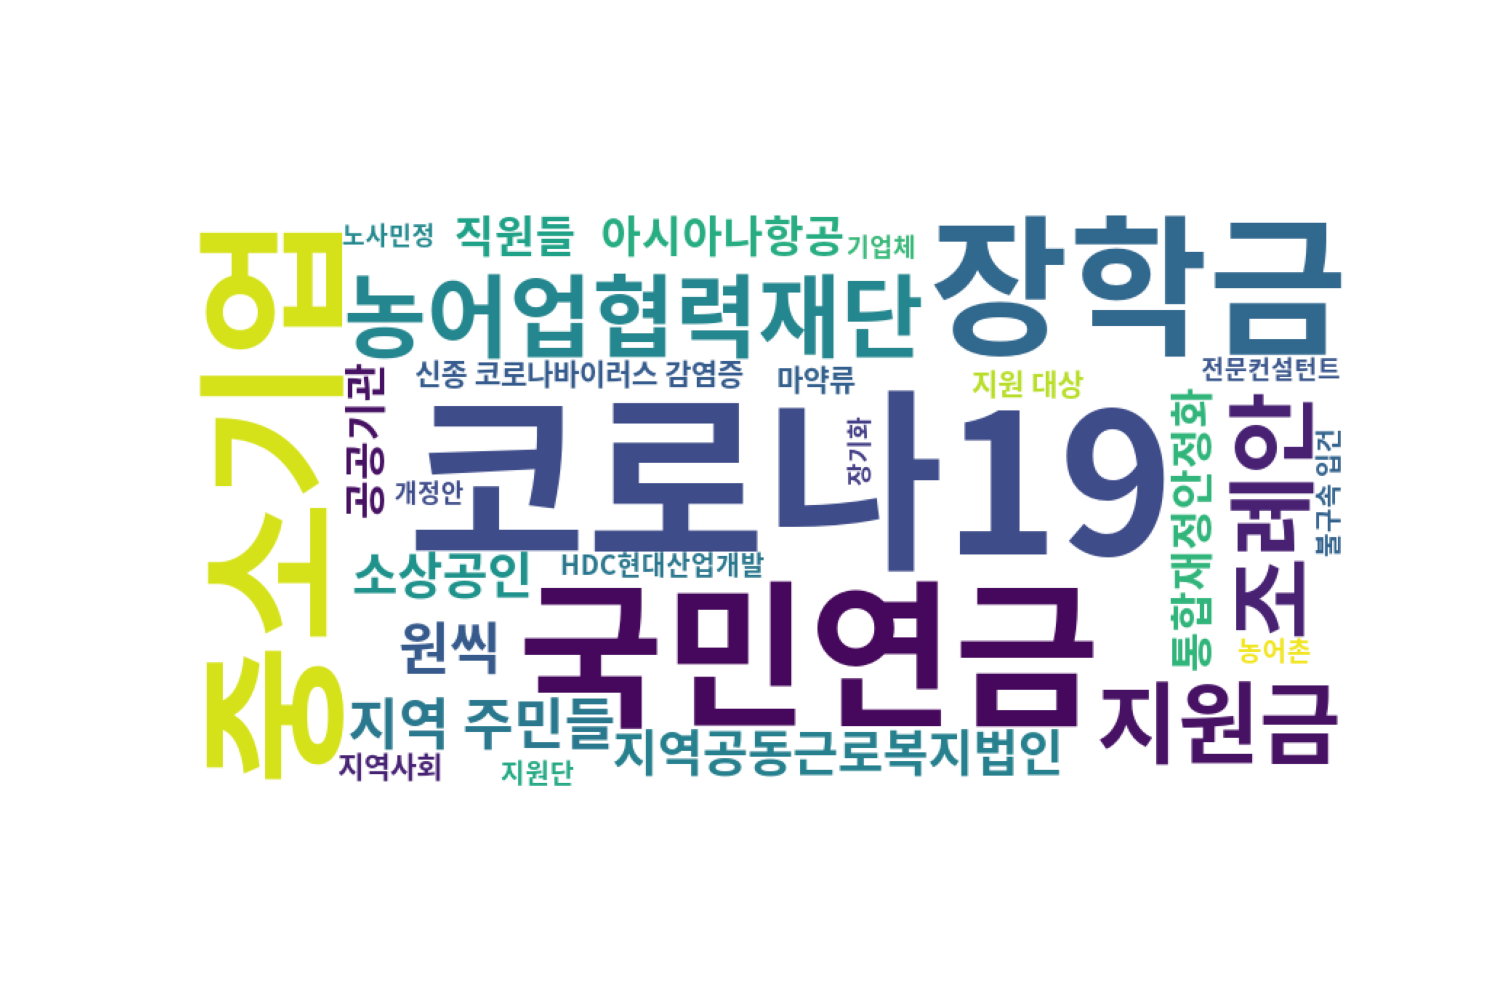 중소기업
노사민정
직원들
아시아나항공
기업체
장학금
농어업협력재단
공공기관
신종 코로나바이러스 감염증
마약류
지원 대상
전문컨설턴트
개정안
코로나19
장기화
통합재정안정화
조례안
불구속 입건
소상공인
HDC현대산업개발
원씩
국민연금
농어촌
지역 주민들
지역공동근로복지법인
지원금
지역사회
지원단